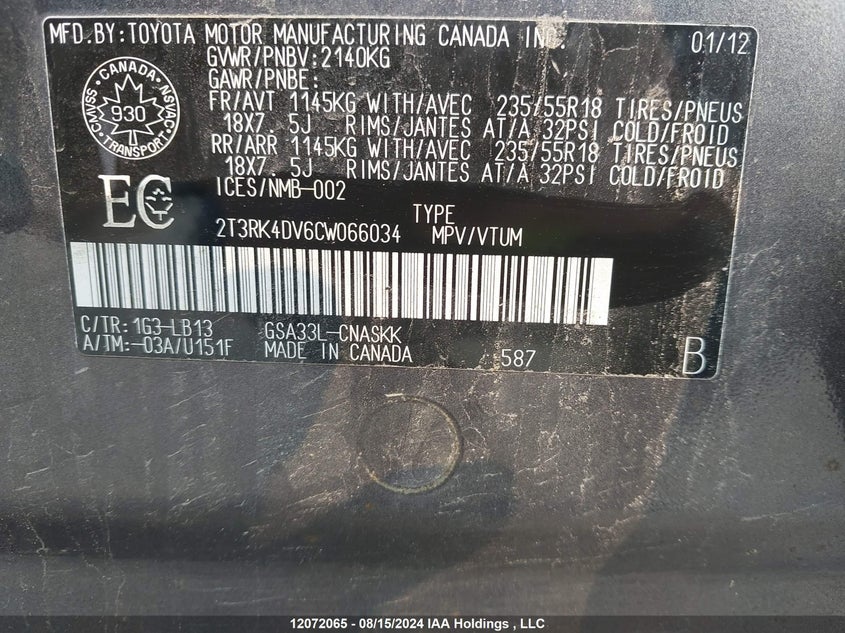 MFD.BY:TOYOTA MOTOR MANUFACTURING CANADA INC. 01/12
GVWR/PNBV:2140KG
GAWR/PNBE:
FR/AVT 1145KG WITH/AVEC 235/55R18 TIRES/PNEUS
18X7. 5J RIMS/JANTES AT/A 32PSI COLD/FROID
RR/ARR 1145KG WITH/AVEC 235/55R18 TIRES/PNEUS
18X7. 5J RIMS/JANTES AT/A 32PSI COLD/FROID
CANADA
CMVSS 930 NSVAC
TRANSPORT
ICES/NMB-002
EC
TYPE
2T3RK4DV6CW066034 MPV/VTUM
C/TR: 1G3-LB13 GSA33L-CNASKK
A/TM:-03A/U151F MADE IN CANADA 587 B
12072065 - 08/15/2024 IAA Holdings , LLC